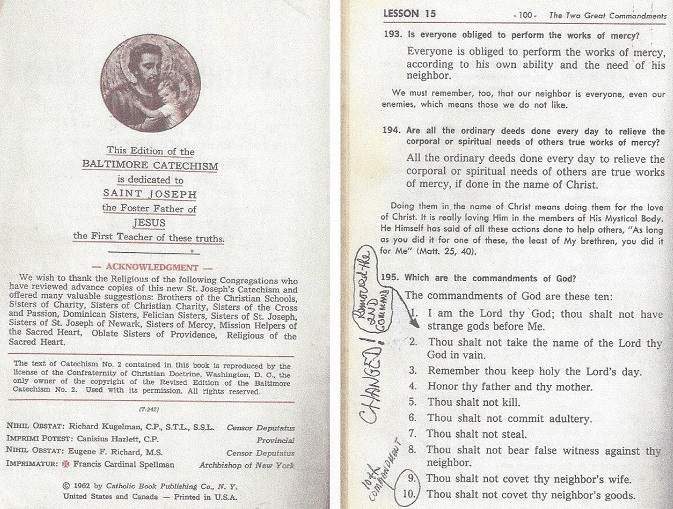 This Edition of the
BALTIMORE CATECHISM
is dedicated to
SAINT JOSEPH
the Foster Father of
JESUS
the First Teacher of these truths.
— ACKNOWLEDGMENT —
We wish to thank the Religious of the following Congregations who
have reviewed advance copies of this new St. Joseph's Catechism and
offered many valuable suggestions: Brothers of the Christian Schools,
Sisters of Charity, Sisters of Christian Charity, Sisters of the Cross
and Passion, Dominican Sisters, Felician Sisters, Sisters of St. Joseph,
Sisters of St. Joseph of Newark, Sisters of Mercy, Mission Helpers of
the Sacred Heart, Oblate Sisters of Providence, Religious of the
Sacred Heart.
The text of Catechism No. 2 contained in this book is reproduced by the
license of the Confraternity of Christian Doctrine, Washington, D. C., the
only owner of the copyright of the Revised Edition of the Baltimore
Catechism No. 2. Used with its permission. All rights reserved.
(T-242)
NIHIL OBSTAT: Richard Kugelman, C.P., S.T.L., S.S.L. Censor Deputatus
IMPRIMI POTEST: Canisius Hazlett, C.P. Provincial
NIHIL OBSTAT: Eugene F. Richard, M.S. Censor Deputatus
IMPRIMATUR: ✠ Francis Cardinal Spellman Archbishop of New York
© 1962 by Catholic Book Publishing Co., N. Y.
United States and Canada — Printed in U.S.A.
LESSON 15 - 100 - The Two Great Commandments
193. Is everyone obliged to perform the works of mercy?
Everyone is obliged to perform the works of mercy,
according to his own ability and the need of his
neighbor.
We must remember, too, that our neighbor is everyone, even our
enemies, which means those we do not like.
194. Are all the ordinary deeds done every day to relieve the
corporal or spiritual needs of others true works of mercy?
All the ordinary deeds done every day to relieve the
corporal or spiritual needs of others are true works
of mercy, if done in the name of Christ.
Doing them in the name of Christ means doing them for the love
of Christ. It is really loving Him in the members of His Mystical Body.
He Himself has said of all these actions done to help others, "As long
as you did it for one of these, the least of My brethren, you did it
for Me" (Matt. 25, 40).
195. Which are the commandments of God?
The commandments of God are these ten:
1. I am the Lord thy God; thou shalt not have
strange gods before Me.
2. Thou shalt not take the name of the Lord thy
God in vain.
3. Remember thou keep holy the Lord's day.
4. Honor thy father and thy mother.
5. Thou shalt not kill.
6. Thou shalt not commit adultery.
7. Thou shalt not steal.
8. Thou shalt not bear false witness against thy
neighbor.
9. Thou shalt not covet thy neighbor's wife.
10. Thou shalt not covet thy neighbor's goods.
CHANGED!
Removed the
2ND
10th
commandment